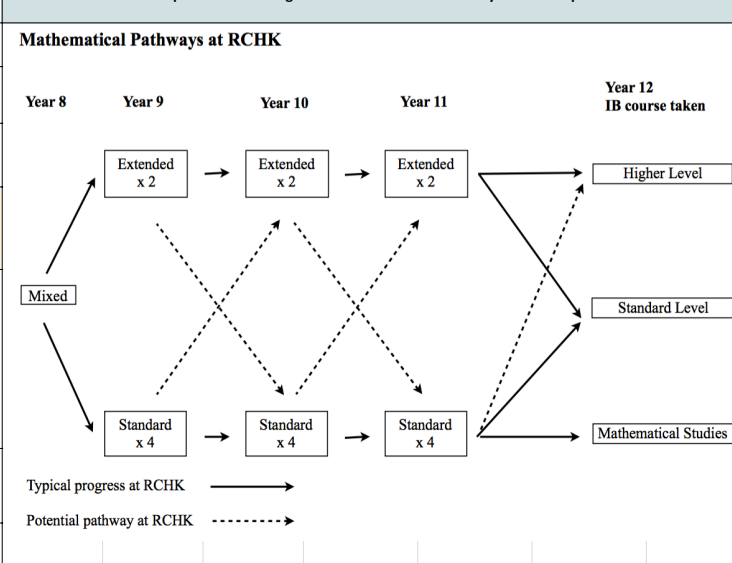 Mathematical Pathways at RCHK
Year 8
Year 9
Year 10
Year 11
Year 12
IB course taken
Extended
x 2
Extended
x 2
Extended
x 2
Higher Level
Mixed
Standard Level
Standard
x 4
Standard
x 4
Standard
x 4
Mathematical Studies
Typical progress at RCHK
Potential pathway at RCHK